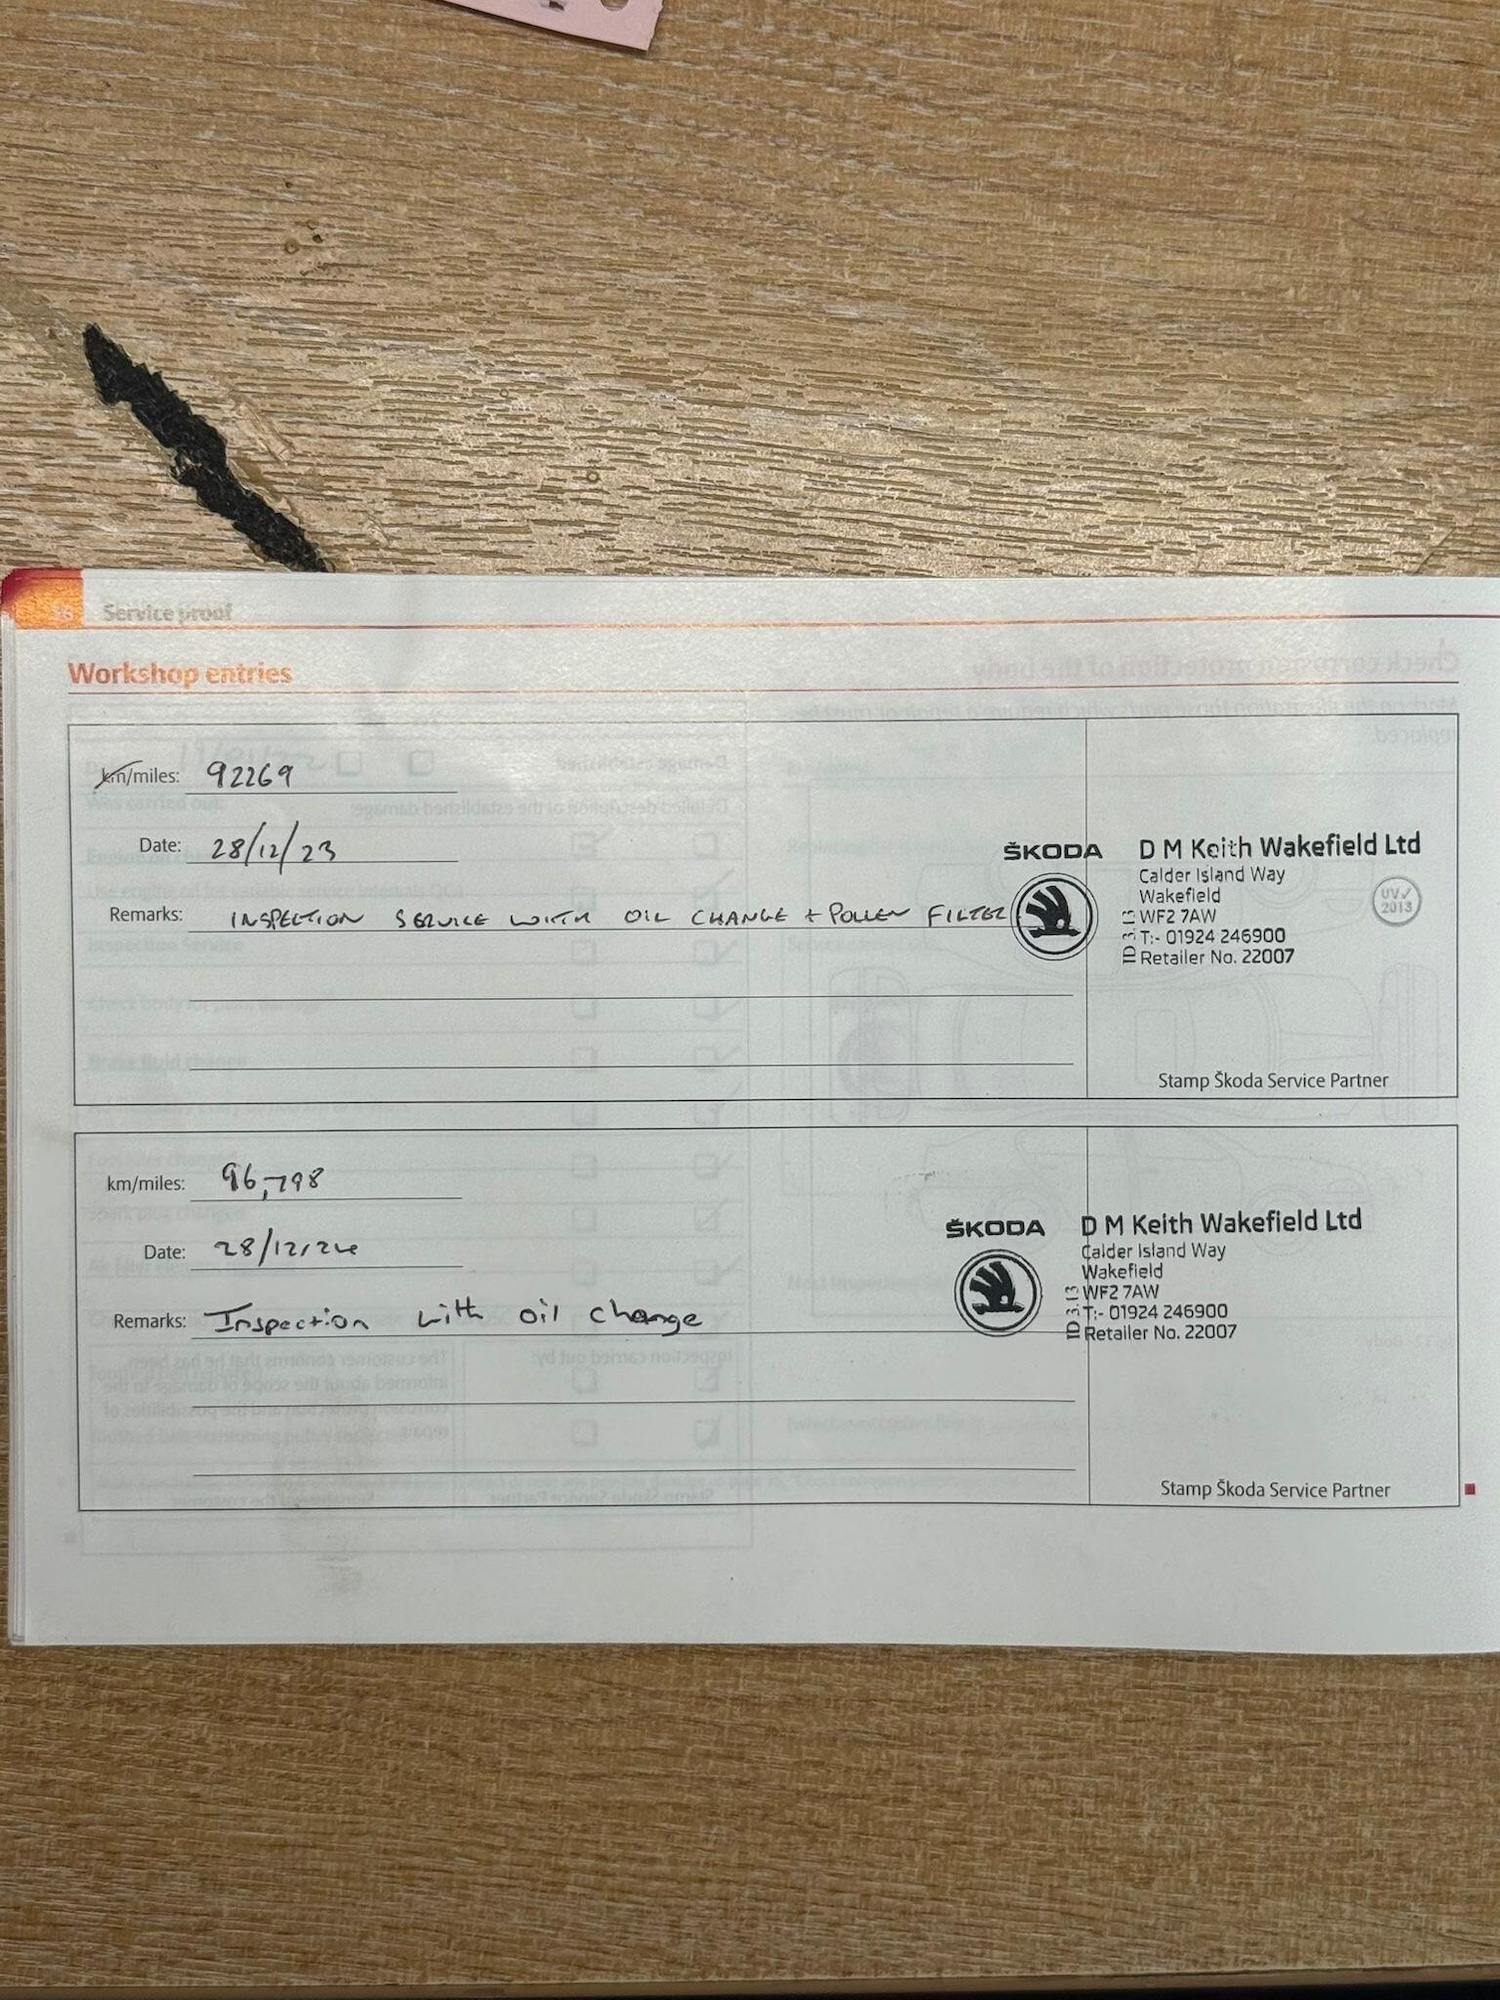 Service proof
Workshop entries
km/miles: 92269
Date: 28/12/23
Remarks: INSPECTION SERVICE WITH OIL CHANGE + POLLEN FILTER
ŠKODA
D M Keith Wakefield Ltd
Calder Island Way
Wakefield
WF2 7AW
T:- 01924 246900
Retailer No. 22007
ID 3.13
UV✓
2013
Stamp Škoda Service Partner
km/miles: 96,798
Date: 28/12/24
Remarks: Inspection with oil change
ŠKODA
D M Keith Wakefield Ltd
Calder Island Way
Wakefield
WF2 7AW
T:- 01924 246900
Retailer No. 22007
ID 3.13
Stamp Škoda Service Partner